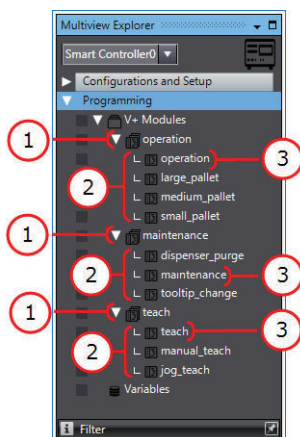 Multiview Explorer
Smart Controller0
Configurations and Setup
Programming
V+ Modules
1
operation
operation
3
2
large_pallet
medium_pallet
small_pallet
1
maintenance
dispenser_purge
2
maintenance
3
tooltip_change
1
teach
teach
3
2
manual_teach
jog_teach
Variables
Filter